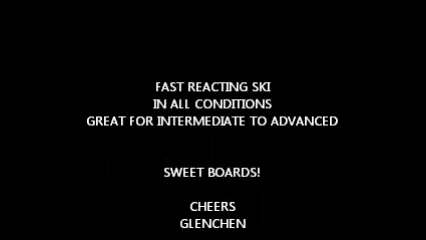 FAST REACTING SKI
IN ALL CONDITIONS
GREAT FOR INTERMEDIATE TO ADVANCED
SWEET BOARDS!
CHEERS
GLENCHEN